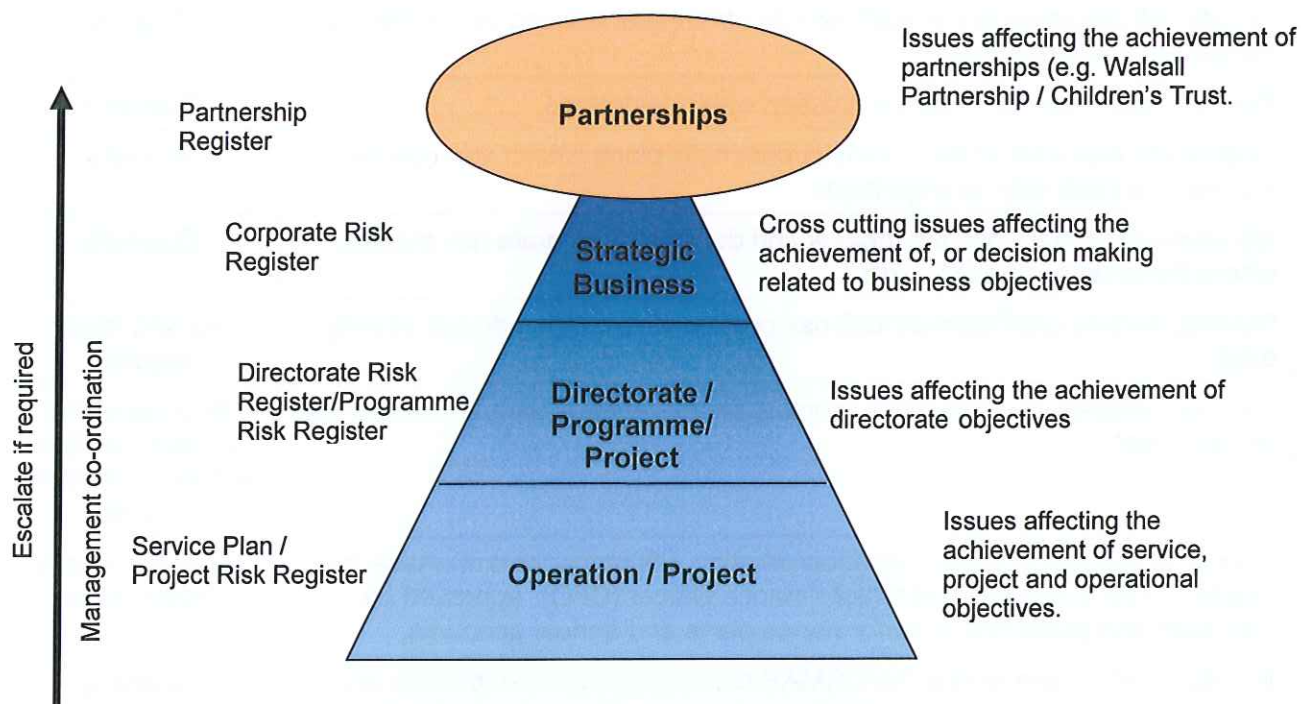 Issues affecting the achievement of
partnerships (e.g. Walsall
Partnership / Children's Trust.
Partnership
Register
Partnerships
Corporate Risk
Register
Strategic
Business
Cross cutting issues affecting the
achievement of, or decision making
related to business objectives
Directorate Risk
Register/Programme
Risk Register
Directorate /
Programme/
Project
Issues affecting the achievement of
directorate objectives
Service Plan /
Project Risk Register
Operation / Project
Issues affecting the
achievement of service,
project and operational
objectives.
Escalate if required
Management co-ordination